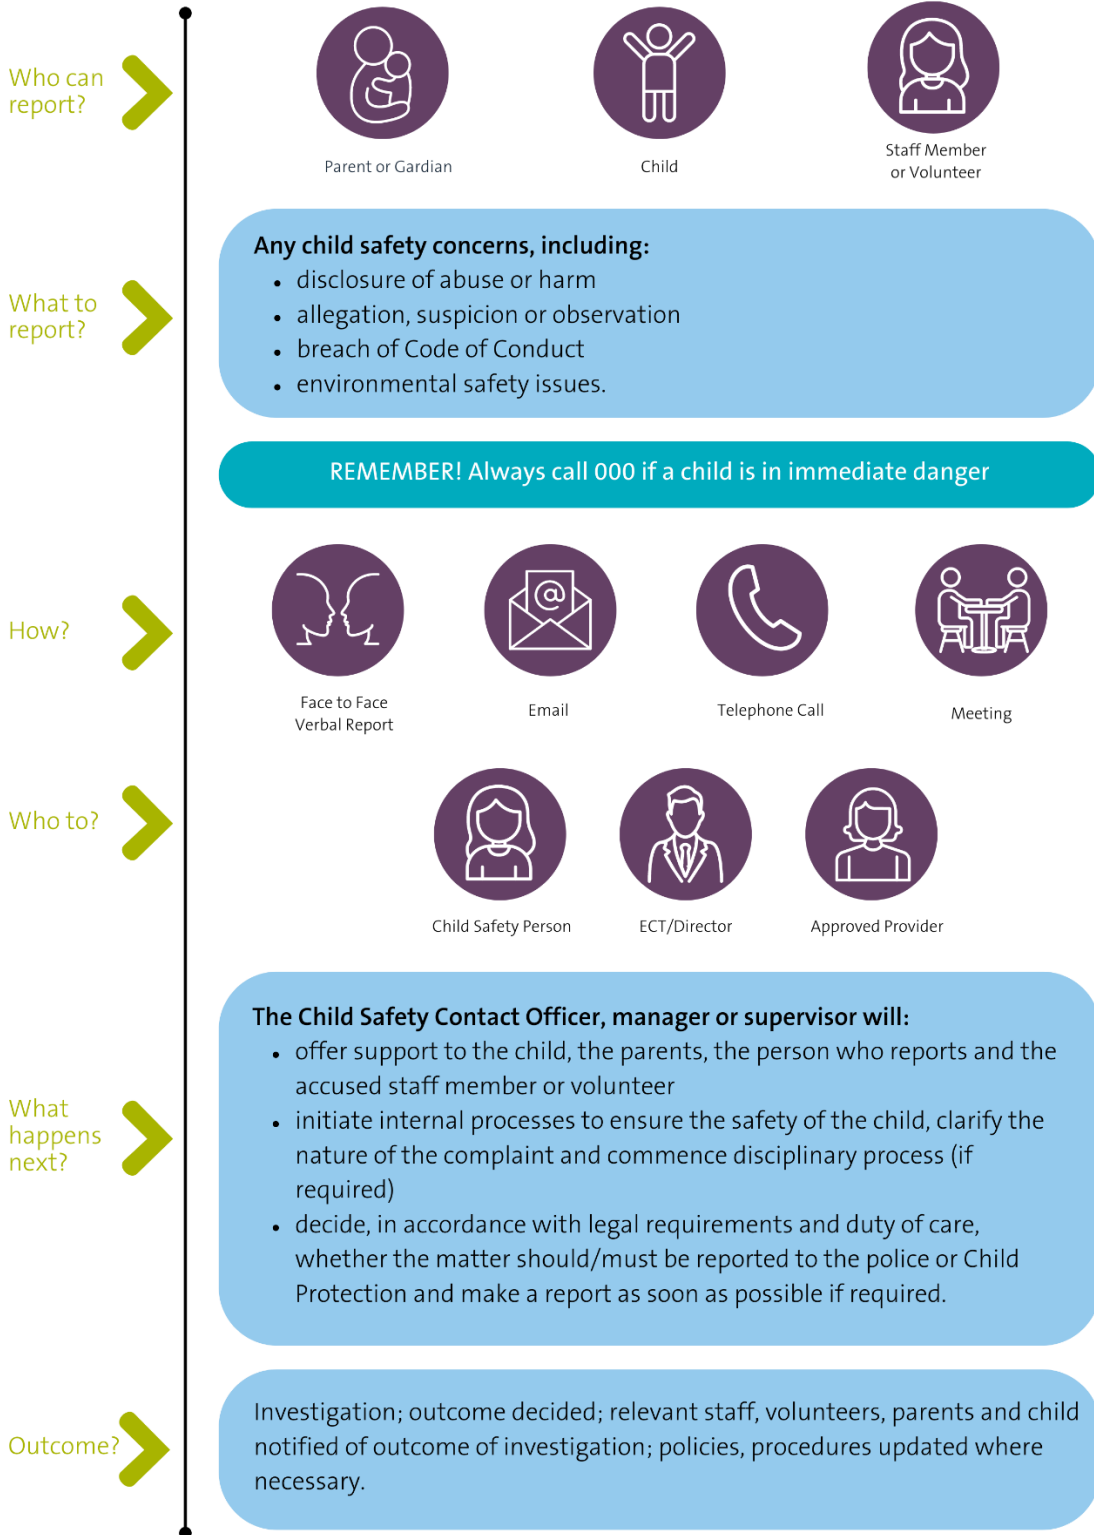 Who can
report?
Parent or Gardian
Child
Staff Member
or Volunteer
What to
report?
Any child safety concerns, including:
• disclosure of abuse or harm
• allegation, suspicion or observation
• breach of Code of Conduct
• environmental safety issues.
REMEMBER! Always call 000 if a child is in immediate danger
How?
@
Face to Face
Verbal Report
Email
Telephone Call
Meeting
Who to?
Child Safety Person
ECT/Director
Approved Provider
What
happens
next?
The Child Safety Contact Officer, manager or supervisor will:
• offer support to the child, the parents, the person who reports and the
accused staff member or volunteer
• initiate internal processes to ensure the safety of the child, clarify the
nature of the complaint and commence disciplinary process (if
required)
• decide, in accordance with legal requirements and duty of care,
whether the matter should/must be reported to the police or Child
Protection and make a report as soon as possible if required.
Outcome?
Investigation; outcome decided; relevant staff, volunteers, parents and child
notified of outcome of investigation; policies, procedures updated where
necessary.